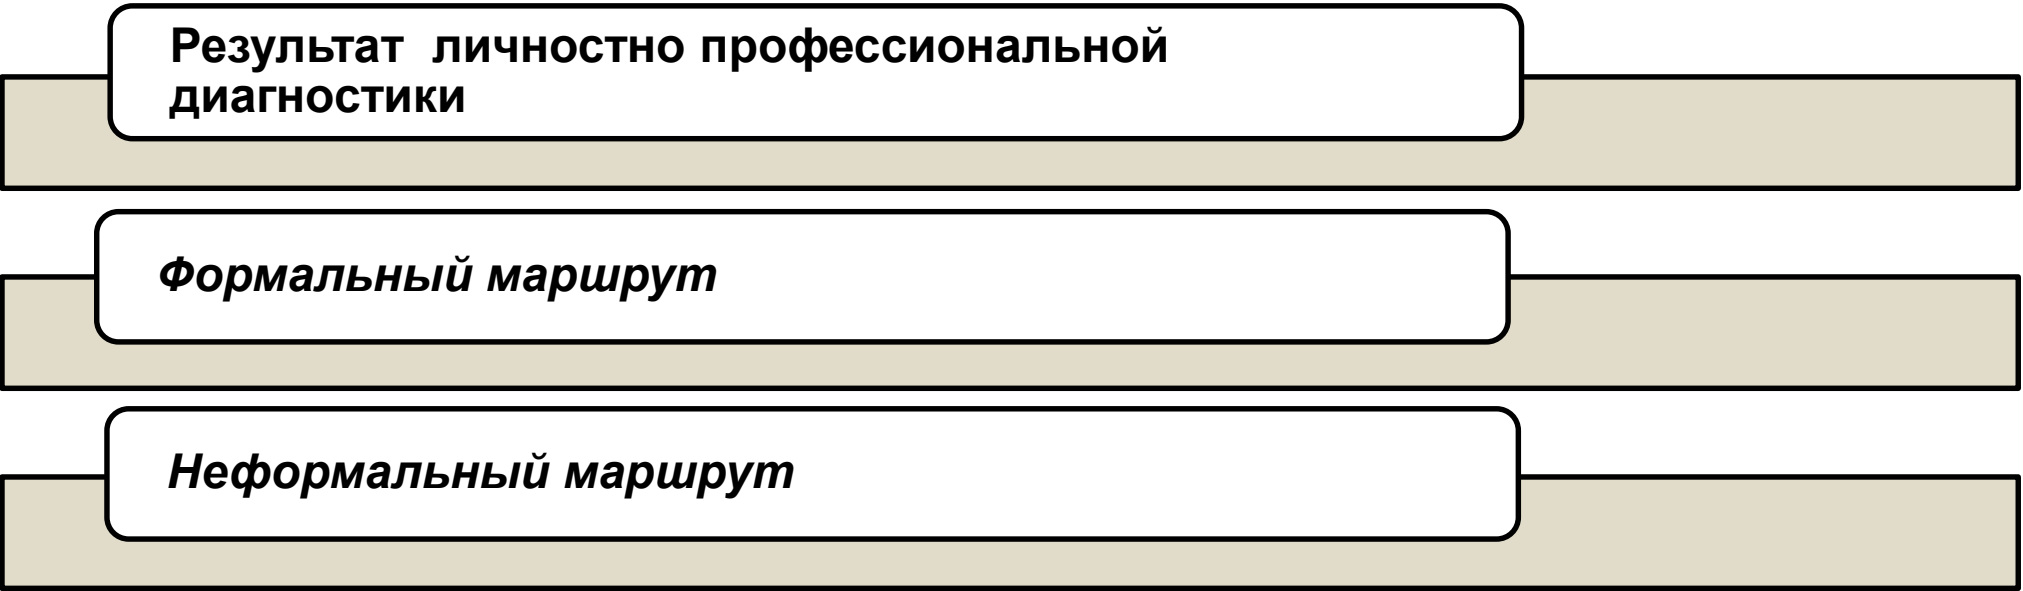 Результат личностно профессиональной
диагностики
Формальный маршрут
Неформальный маршрут